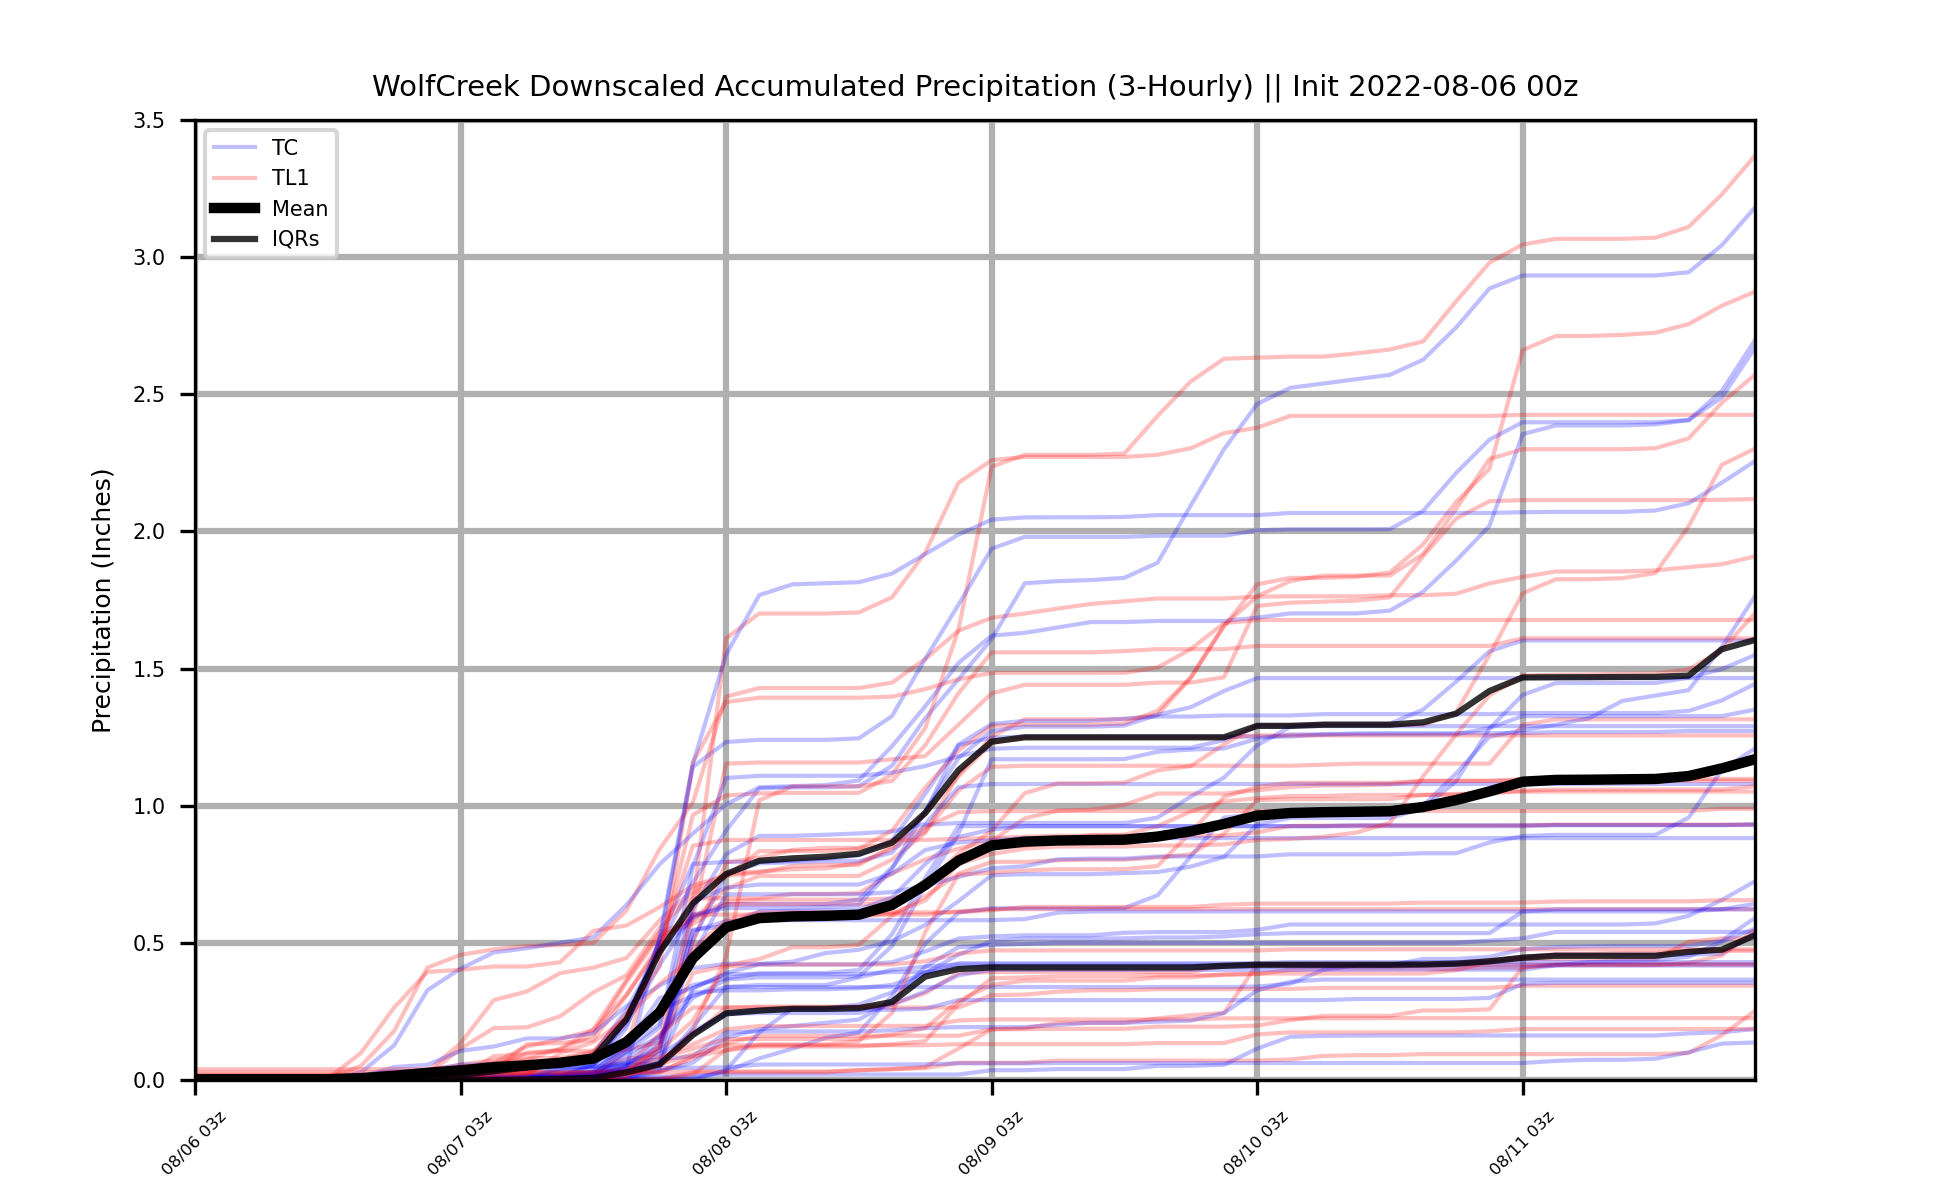 WolfCreek Downscaled Accumulated Precipitation (3-Hourly) || Init 2022-08-06 00z
TC
TL1
Mean
IQRs
Precipitation (Inches)
3.5
3.0
2.5
2.0
1.5
1.0
0.5
0.0
08/06 03z
08/07 03z
08/08 03z
08/09 03z
08/10 03z
08/11 03z